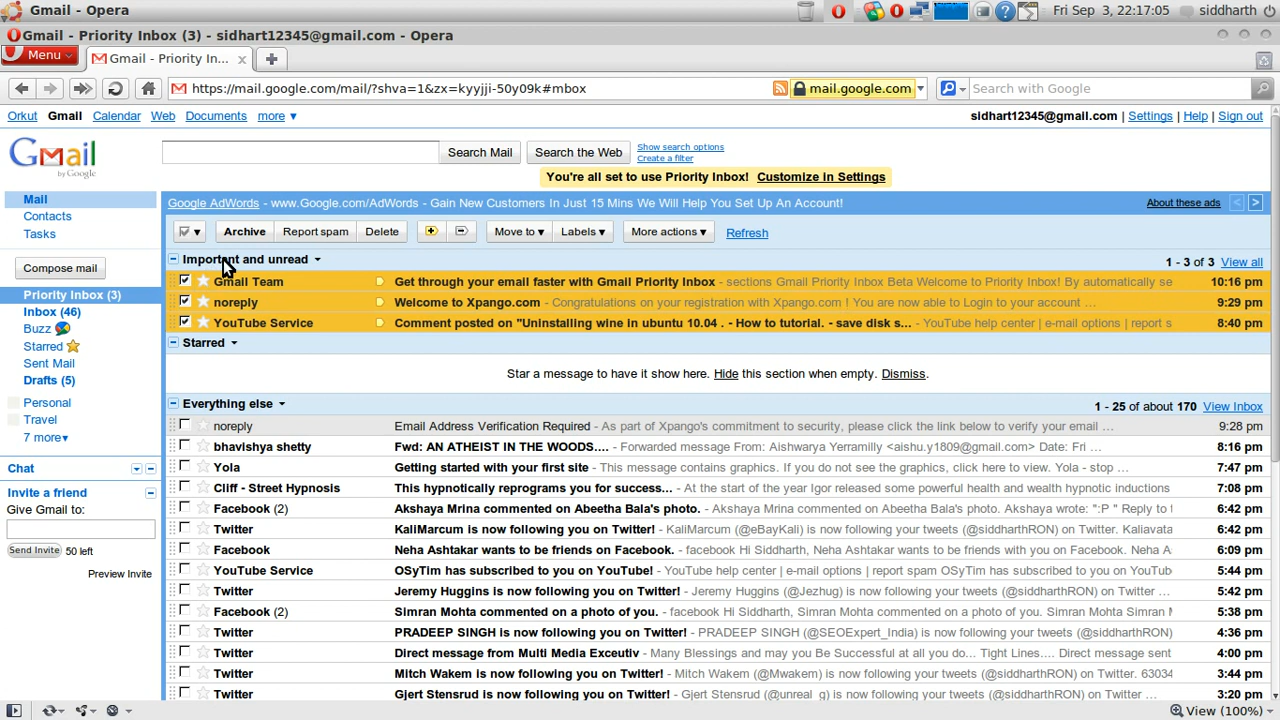 Gmail - Opera
Fri Sep 3, 22:17:05 siddharth
Gmail - Priority Inbox (3) - sidhart12345@gmail.com - Opera
Menu Gmail - Priority In...
https://mail.google.com/mail/?shva=1&zx=kyyjji-50y09k#mbox mail.google.com Search with Google
Orkut Gmail Calendar Web Documents more ▼ sidhart12345@gmail.com | Settings | Help | Sign out
Gmail by Google
Search Mail Search the Web Show search options
Create a filter
You're all set to use Priority Inbox! Customize in Settings
Mail
Contacts
Tasks
Compose mail
Priority Inbox (3)
Inbox (46)
Buzz
Starred
Sent Mail
Drafts (5)
Personal
Travel
7 more▼
Chat
Invite a friend
Give Gmail to:
Send Invite 50 left
Preview Invite
Google AdWords - www.Google.com/AdWords - Gain New Customers In Just 15 Mins We Will Help You Set Up An Account! About these ads < >
Archive Report spam Delete Move to ▼ Labels ▼ More actions ▼ Refresh
Important and unread 1 - 3 of 3 View all
Gmail Team Get through your email faster with Gmail Priority Inbox - sections Gmail Inbox Beta Welcome to Priority Inbox! By automatically se 10:16 pm
noreply Welcome to Xpango.com - Congratulations on your registration with Xpango.com ! You are now able to Login to your account ... 9:29 pm
YouTube Service Comment posted on "Uninstalling wine in ubuntu 10.04 . - How to tutorial. - save disk s... - YouTube help center | e-mail options | report s 8:40 pm
Starred
Star a message to have it show here. Hide this section when empty. Dismiss.
Everything else 1 - 25 of about 170 View Inbox
noreply Email Address Verification Required - As part of Xpango's commitment to security, please click the link below to verify your email ... 9:28 pm
bhavishya shetty Fwd: AN ATHEIST IN THE WOODS.... - Forwarded message From: Aishwarya Yerramilly <aishu.y1809@gmail.com> Date: Fri ... 8:16 pm
Yola Getting started with your first site - This message contains graphics. If you do not see the graphics, click here to view. Yola - stop ... 7:47 pm
Cliff - Street Hypnosis This hypnotically reprograms you for success... - At the start of the year Igor released some powerful health and wealth hypnotic inductions 7:08 pm
Facebook (2) Akshaya Mrina commented on Abeetha Bala's photo. - Akshaya Mrina commented on Abeetha Bala's photo. Akshaya wrote: ":P " Reply to t 6:42 pm
Twitter KaliMarcum is now following you on Twitter! - KaliMarcum (@eBayKali) is now following your tweets (@siddharthRON) on Twitter. Kaliavata 6:42 pm
Facebook Neha Ashtakar wants to be friends on Facebook. - facebook Hi Siddharth, Neha Ashtakar wants to be friends with you on Facebook. Neha A 6:09 pm
YouTube Service OSyTim has subscribed to you on YouTube! - YouTube help center | e-mail options | report spam OSyTim has subscribed to you on YouTub 5:44 pm
Twitter Jeremy Huggins is now following you on Twitter! - Jeremy Huggins (@Jezhug) is now following your tweets (@siddharthRON) on Twitter ... 5:42 pm
Facebook (2) Simran Mohta commented on a photo of you. - facebook Hi Siddharth, Simran Mohta commented on a photo of you. Simran Mohta wrote: 5:38 pm
Twitter PRADEEP SINGH is now following you on Twitter! - PRADEEP SINGH (@SEOExpert_India) is now following your tweets (@siddharthRON) 4:36 pm
Twitter Direct message from Multi Media Exceutiv - Many Blessings and may you Be Successful at all you do... Tight Lines.... Direct message sent 4:00 pm
Twitter Mitch Wakem is now following you on Twitter! - Mitch Wakem (@Mwakem) is now following your tweets (@siddharthRON) on Twitter. 63034 3:44 pm
Twitter Gjert Stensrud is now following you on Twitter! - Gjert Stensrud (@unreal_g) is now following your tweets (@siddharthRON) on Twitter ... 3:20 pm
View (100%)